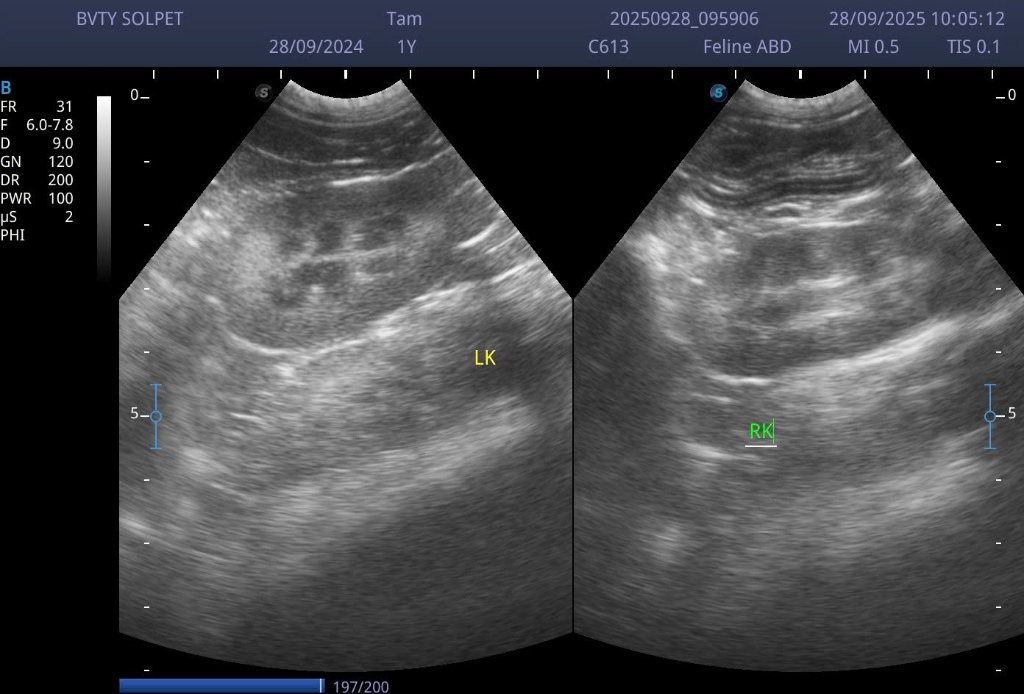 BVTY SOLPET Tam 20250928_095906 28/09/2025 10:05:12
28/09/2024 1Y C613 Feline ABD MI 0.5 TIS 0.1
B
FR 31
F 6.0-7.8
D 9.0
GN 120
DR 200
PWR 100
µS 2
PHI
S
S
0
0
5
5
LK
RK
197/200